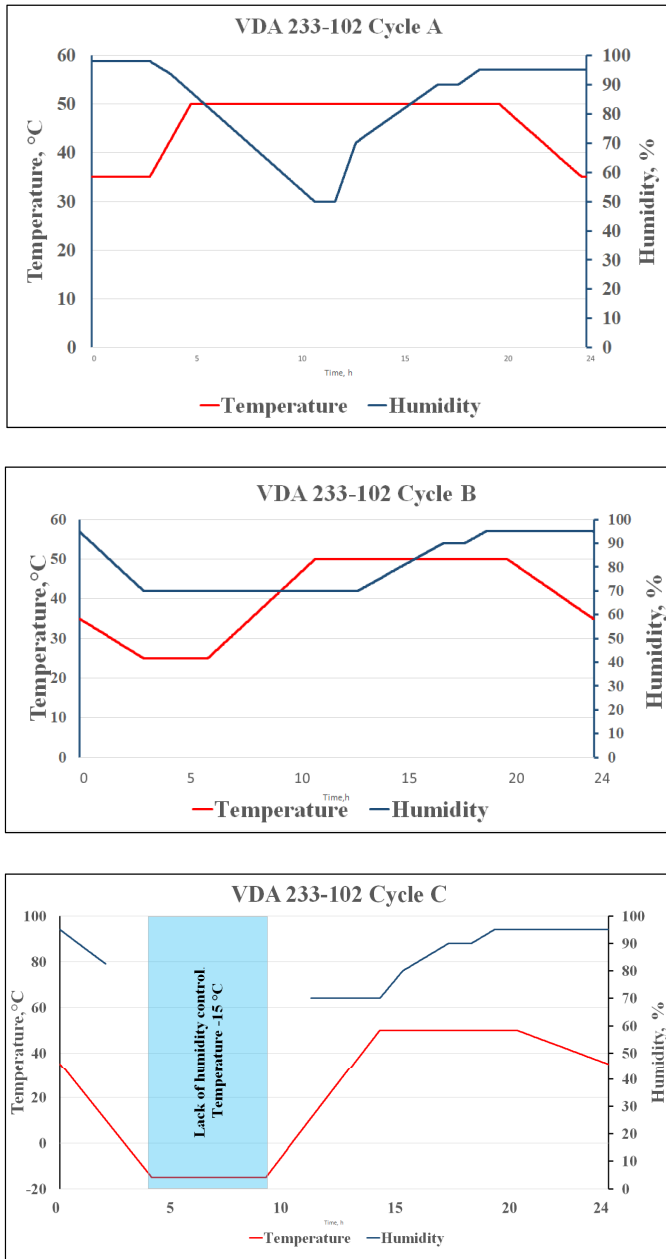 VDA 233-102 Cycle A
60
50
40
30
20
10
0
Temperature, °C
100
90
80
70
60
50
40
30
20
10
0
Humidity, %
0 5 10 15 20 24
Time, h
Temperature Humidity
VDA 233-102 Cycle B
60
50
40
30
20
10
0
Temperature,°C
100
90
80
70
60
50
40
30
20
10
0
Humidity, %
0 5 10 15 20 24
Time,h
Temperature Humidity
VDA 233-102 Cycle C
100
80
60
40
20
0
-20
Temperature,°C
Lack of humidity control.
Temperature -15 °C
100
90
80
70
60
50
40
30
20
10
0
Humidity, %
0 5 10 15 20 24
Time, h
Temperature Humidity